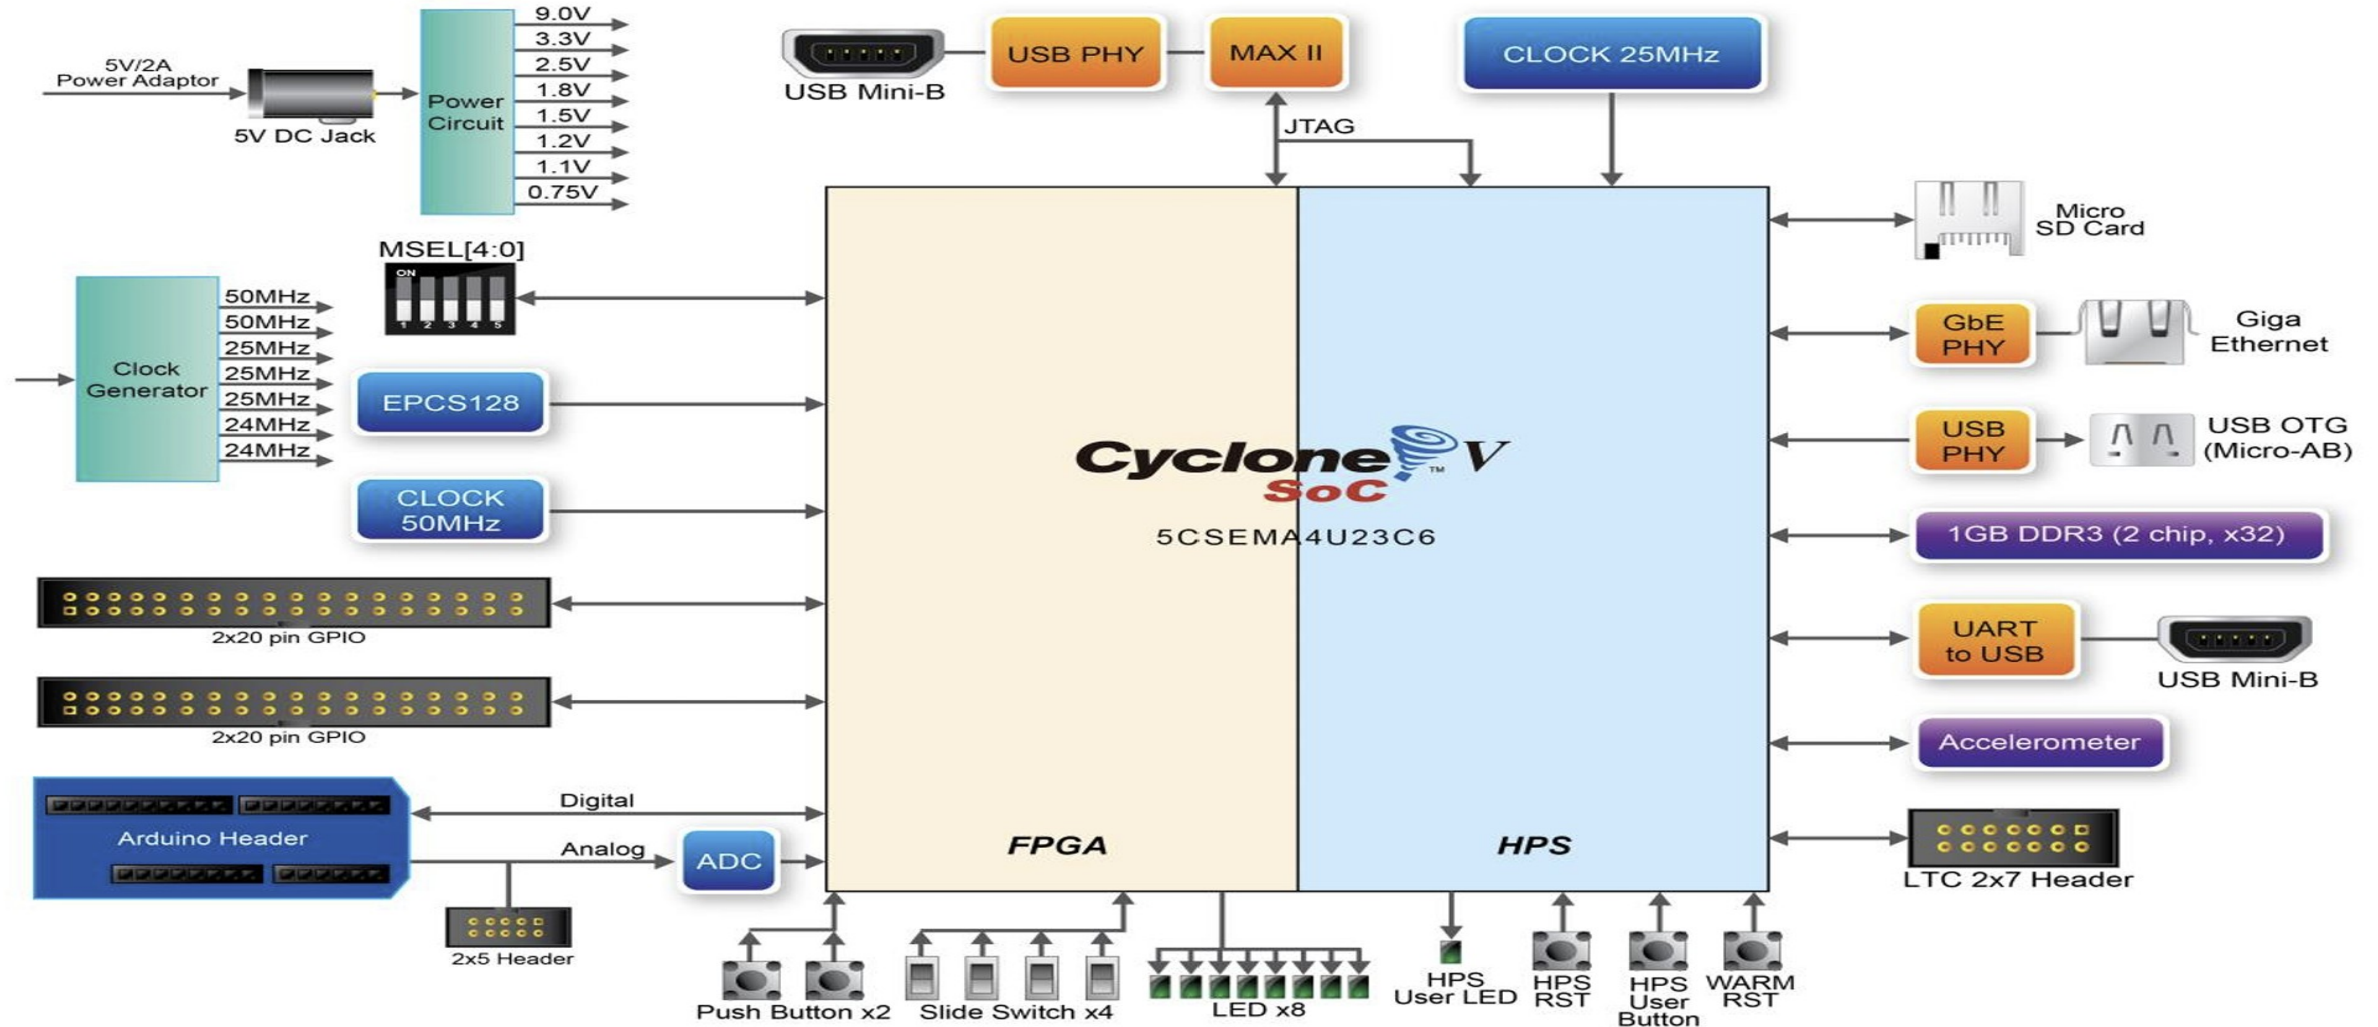 5V/2A
Power Adaptor
5V DC Jack
Power
Circuit
9.0V
3.3V
2.5V
1.8V
1.5V
1.2V
1.1V
0.75V
USB Mini-B
USB PHY
MAX II
JTAG
CLOCK 25MHz
MSEL[4:0]
ON
1 2 3 4 5
Clock
Generator
50MHz
50MHz
25MHz
25MHz
25MHz
24MHz
24MHz
EPCS128
CLOCK
50MHz
2x20 pin GPIO
2x20 pin GPIO
Arduino Header
Digital
Analog
ADC
2x5 Header
Cyclone V
TM
SoC
5CSEMA4U23C6
FPGA
HPS
Micro
SD Card
GbE
PHY
Giga
Ethernet
USB
PHY
USB OTG
(Micro-AB)
1GB DDR3 (2 chip, x32)
UART
to USB
USB Mini-B
Accelerometer
LTC 2x7 Header
Push Button x2
Slide Switch x4
LED x8
HPS
User LED
HPS
RST
HPS
User
Button
WARM
RST